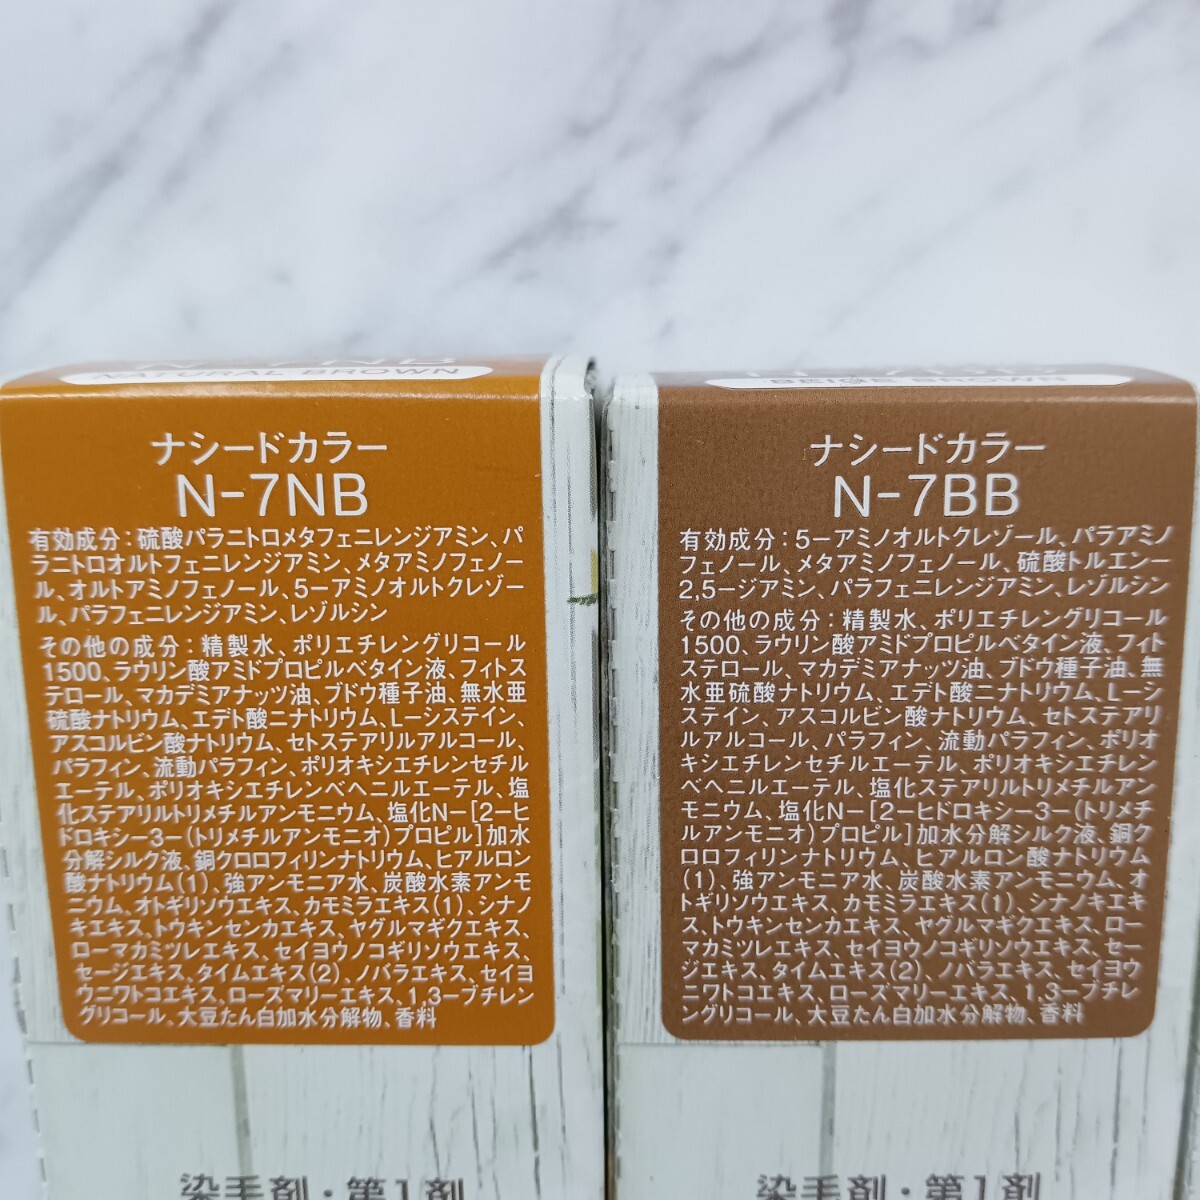 NATURAL BROWN
ナシードカラー
N-7NB
有効成分：硫酸パラニトロメタフェニレンジアミン、パ
ラニトロオルトフェニレンジアミン、メタアミノフェノー
ル、オルトアミノフェノール、5−アミノオルトクレゾー
ル、パラフェニレンジアミン、レゾルシン
その他の成分：精製水、ポリエチレングリコール
1500、ラウリン酸アミドプロピルベタイン液、フィトス
テロール、マカデミアナッツ油、ブドウ種子油、無水亜
硫酸ナトリウム、エデト酸二ナトリウム、L−システイン、
アスコルビン酸ナトリウム、セトステアリルアルコール、
パラフィン、流動パラフィン、ポリオキシエチレンセチル
エーテル、ポリオキシエチレンベヘニルエーテル、塩
化ステアリルトリメチルアンモニウム、塩化N−[2−ヒ
ドロキシ−3−(トリメチルアンモニオ)プロピル]加水
分解シルク液、銅クロロフィリンナトリウム、ヒアルロン
酸ナトリウム(1)、強アンモニア水、炭酸水素アンモ
ニウム、オトギリソウエキス、カモミラエキス(1)、シナノ
キエキス、トウキンセンカエキス、ヤグルマギクエキス、
ローマカミツレエキス、セイヨウノコギリソウエキス、
セージエキス、タイムエキス(2)、ノバラエキス、セイヨ
ウニワトコエキス、ローズマリーエキス、1,3−ブチレン
グリコール、大豆たん白加水分解物、香料
染毛剤・第1剤
BEIGE BROWN
ナシードカラー
N-7BB
有効成分：5−アミノオルトクレゾール、パラアミノ
フェノール、メタアミノフェノール、硫酸トルエン−
2,5−ジアミン、パラフェニレンジアミン、レゾルシン
その他の成分：精製水、ポリエチレングリコール
1500、ラウリン酸アミドプロピルベタイン液、フィト
ステロール、マカデミアナッツ油、ブドウ種子油、無
水亜硫酸ナトリウム、エデト酸二ナトリウム、L−シ
ステイン、アスコルビン酸ナトリウム、セトステアリ
ルアルコール、パラフィン、流動パラフィン、ポリオ
キシエチレンセチルエーテル、ポリオキシエチレン
ベヘニルエーテル、塩化ステアリルトリメチルアン
モニウム、塩化N−[2−ヒドロキシ−3−(トリメチ
ルアンモニオ)プロピル]加水分解シルク液、銅ク
ロロフィリンナトリウム、ヒアルロン酸ナトリウム
(1)、強アンモニア水、炭酸水素アンモニウム、オ
トギリソウエキス、カモミラエキス(1)、シナノキエキ
ス、トウキンセンカエキス、ヤグルマギクエキス、ロー
マカミツレエキス、セイヨウノコギリソウエキス、セー
ジエキス、タイムエキス(2)、ノバラエキス、セイヨウ
ニワトコエキス、ローズマリーエキス、1,3−ブチレ
ングリコール、大豆たん白加水分解物、香料
染毛剤・第1剤